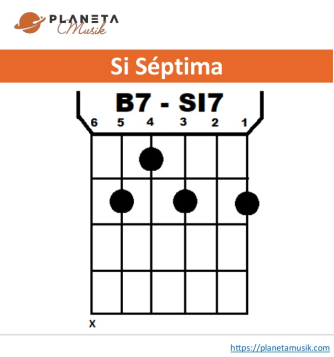 PLANETA
Musik
Si Séptima
B7 - SI7
6 5 4 3 2 1
x
https://planetamusik.com